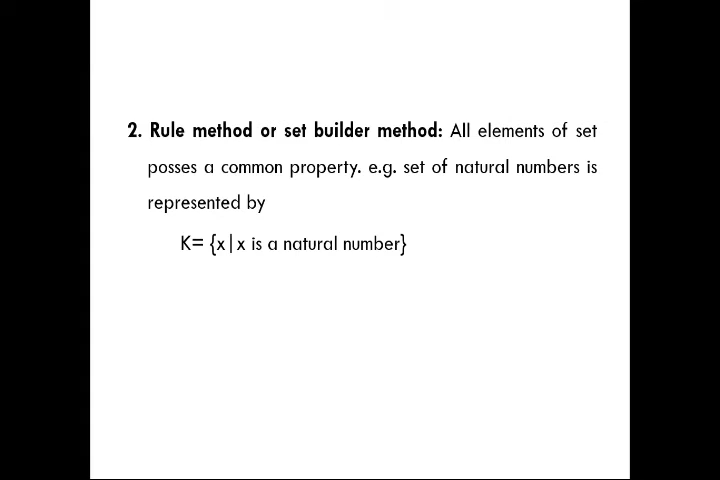 2. Rule method or set builder method: All elements of set
posses a common property. e.g. set of natural numbers is
represented by
K= {x|x is a natural number}